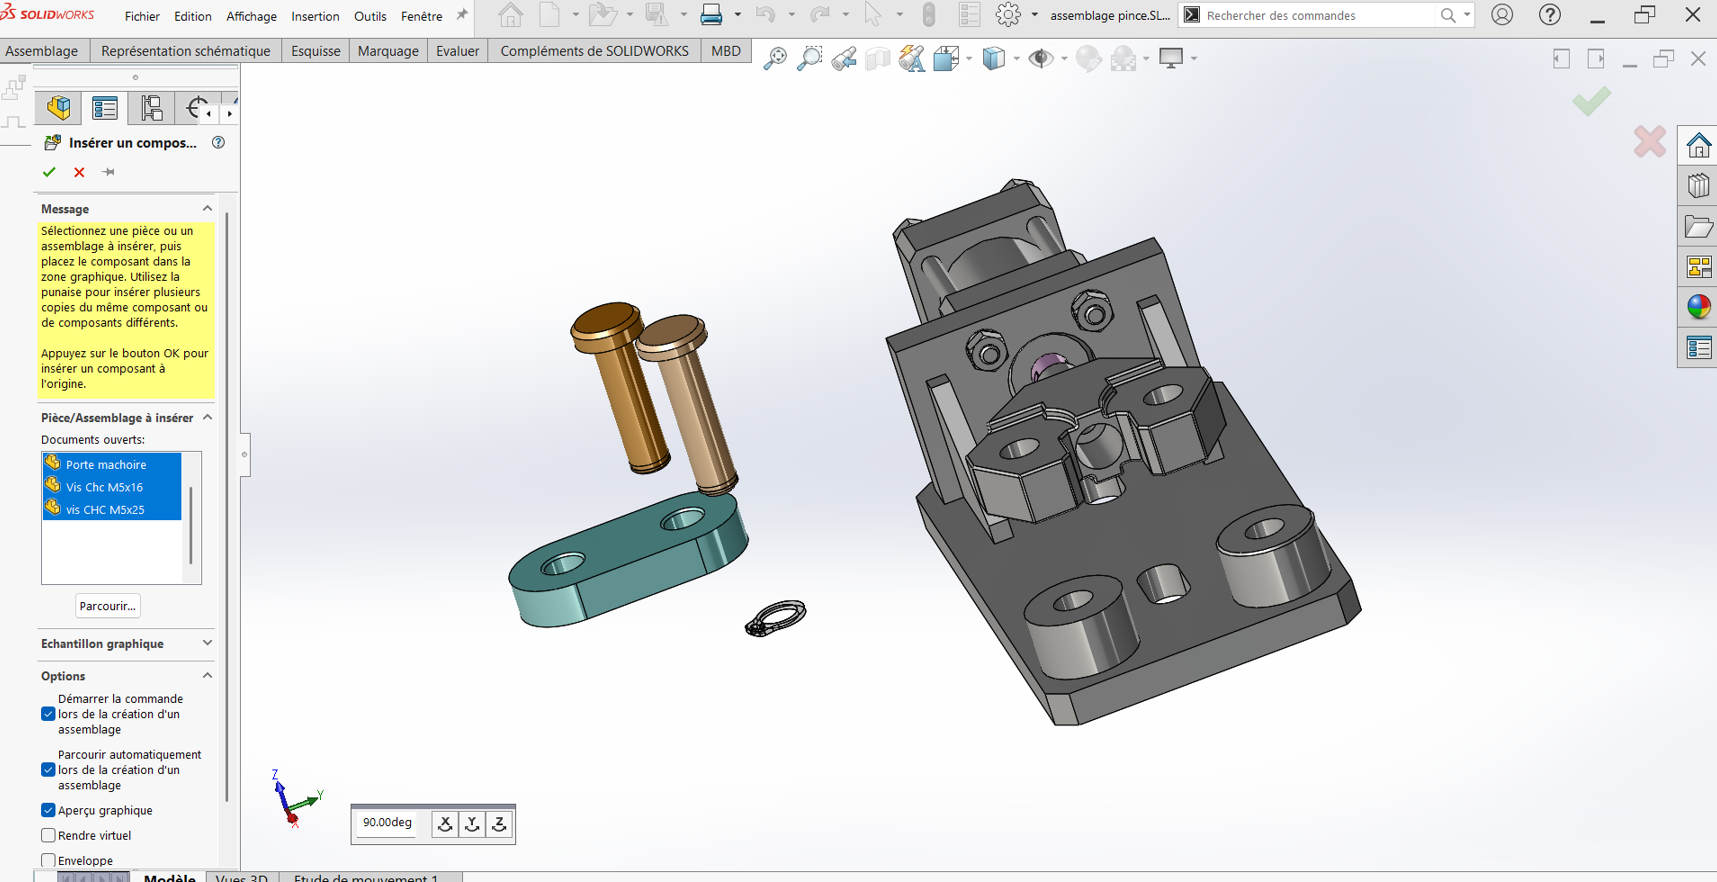 SOLIDWORKS
Fichier Edition Affichage Insertion Outils Fenêtre
assemblage pince.SL...
Rechercher des commandes
Assemblage Représentation schématique Esquisse Marquage Evaluer Compléments de SOLIDWORKS MBD
Insérer un compos...
Message
Sélectionnez une pièce ou un
assemblage à insérer, puis
placez le composant dans la
zone graphique. Utilisez la
punaise pour insérer plusieurs
copies du même composant ou
de composants différents.
Appuyez sur le bouton OK pour
insérer un composant à
l'origine.
Pièce/Assemblage à insérer
Documents ouverts:
Porte machoire
Vis Chc M5x16
vis CHC M5x25
Parcourir...
Echantillon graphique
Options
Démarrer la commande
lors de la création d'un
assemblage
Parcourir automatiquement
lors de la création d'un
assemblage
Aperçu graphique
Rendre virtuel
Enveloppe
Z
Y
X
90.00deg X Y Z
Modèle Vues 3D Etude de mouvement 1